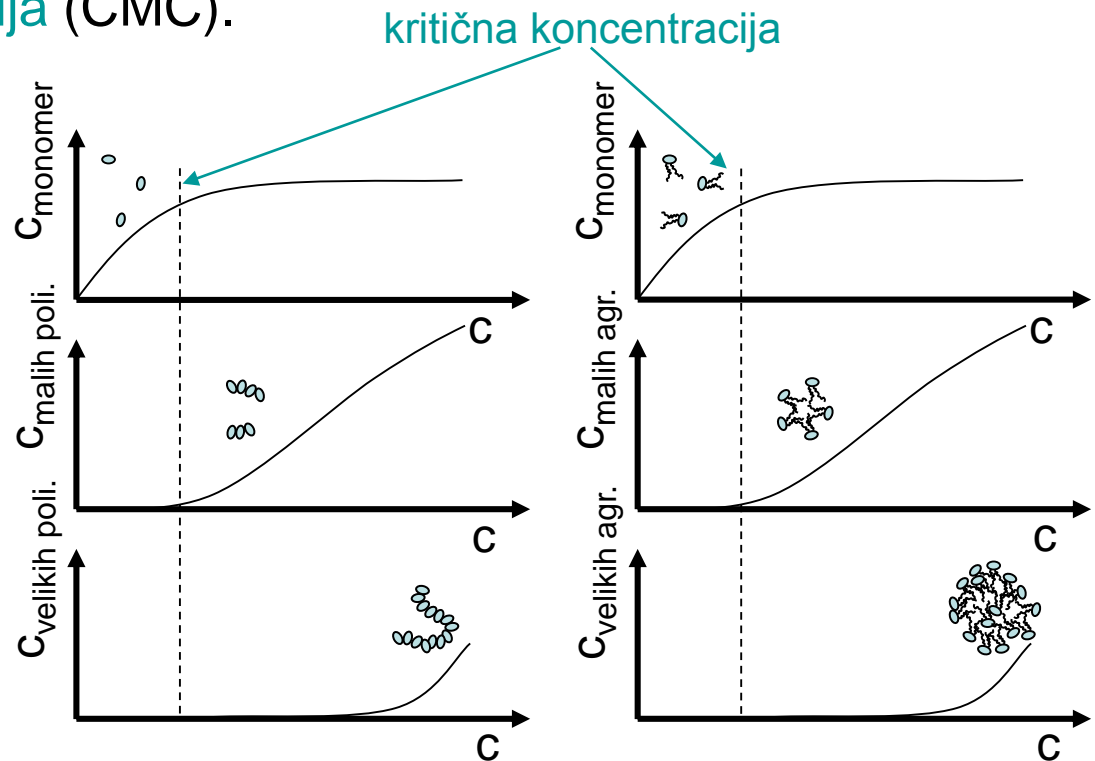 ija (CMC).
kritična koncentracija
cmonomer
c
cmalih poli.
c
cvelikih poli.
c
cmonomer
c
cmalih agr.
c
cvelikih agr.
c